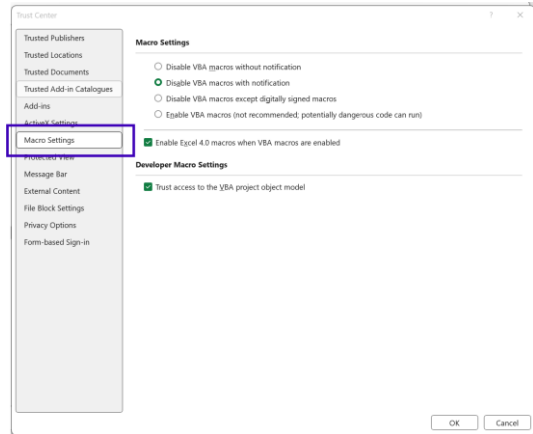 Trust Center
Trusted Publishers
Trusted Locations
Trusted Documents
Trusted Add-in Catalogues
Add-ins
ActiveX Settings
Macro Settings
Protected View
Message Bar
External Content
File Block Settings
Privacy Options
Form-based Sign-in
Macro Settings
Disable VBA macros without notification
Disable VBA macros with notification
Disable VBA macros except digitally signed macros
Enable VBA macros (not recommended; potentially dangerous code can run)
Enable Excel 4.0 macros when VBA macros are enabled
Developer Macro Settings
Trust access to the VBA project object model
OK Cancel